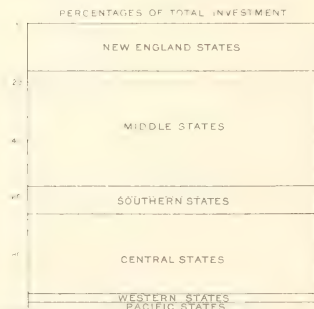 PERCENTAGES OF TOTAL INVESTMENT
NEW ENGLAND STATES
MIDDLE STATES
SOUTHERN STATES
CENTRAL STATES
WESTERN STATES
PACIFIC STATES